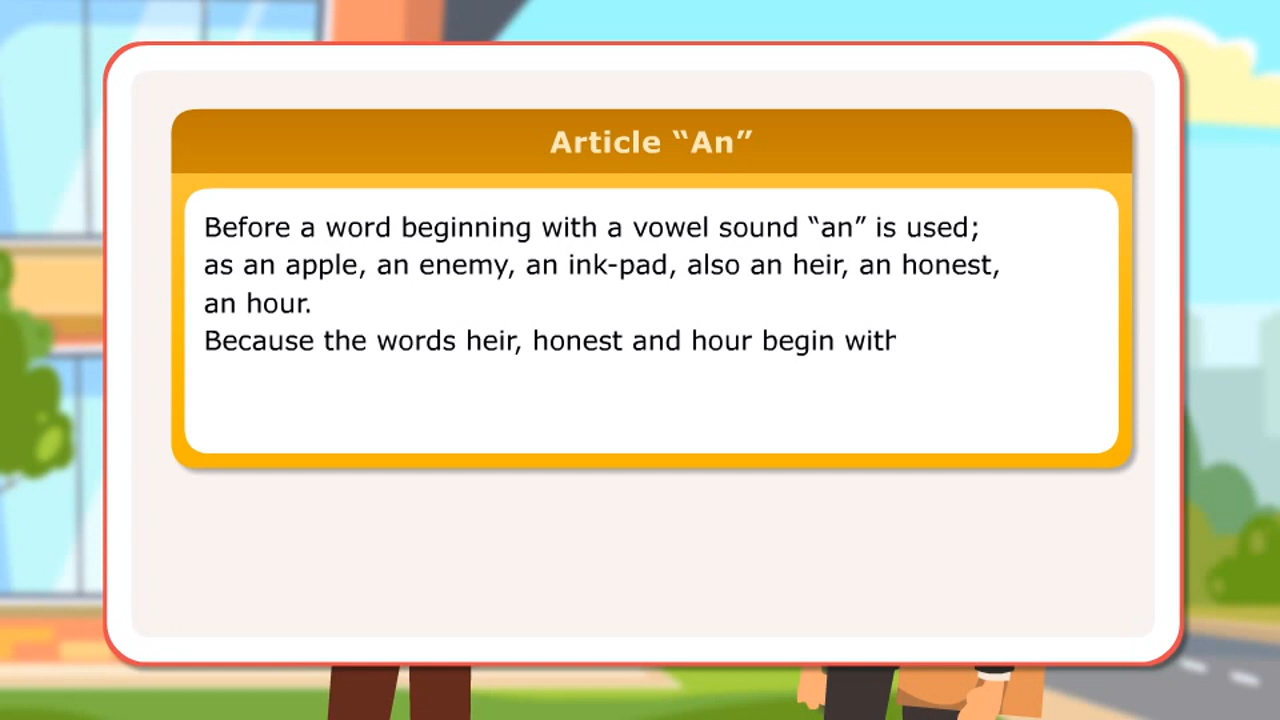 Article “An”
Before a word beginning with a vowel sound “an” is used;
as an apple, an enemy, an ink-pad, also an heir, an honest,
an hour.
Because the words heir, honest and hour begin with